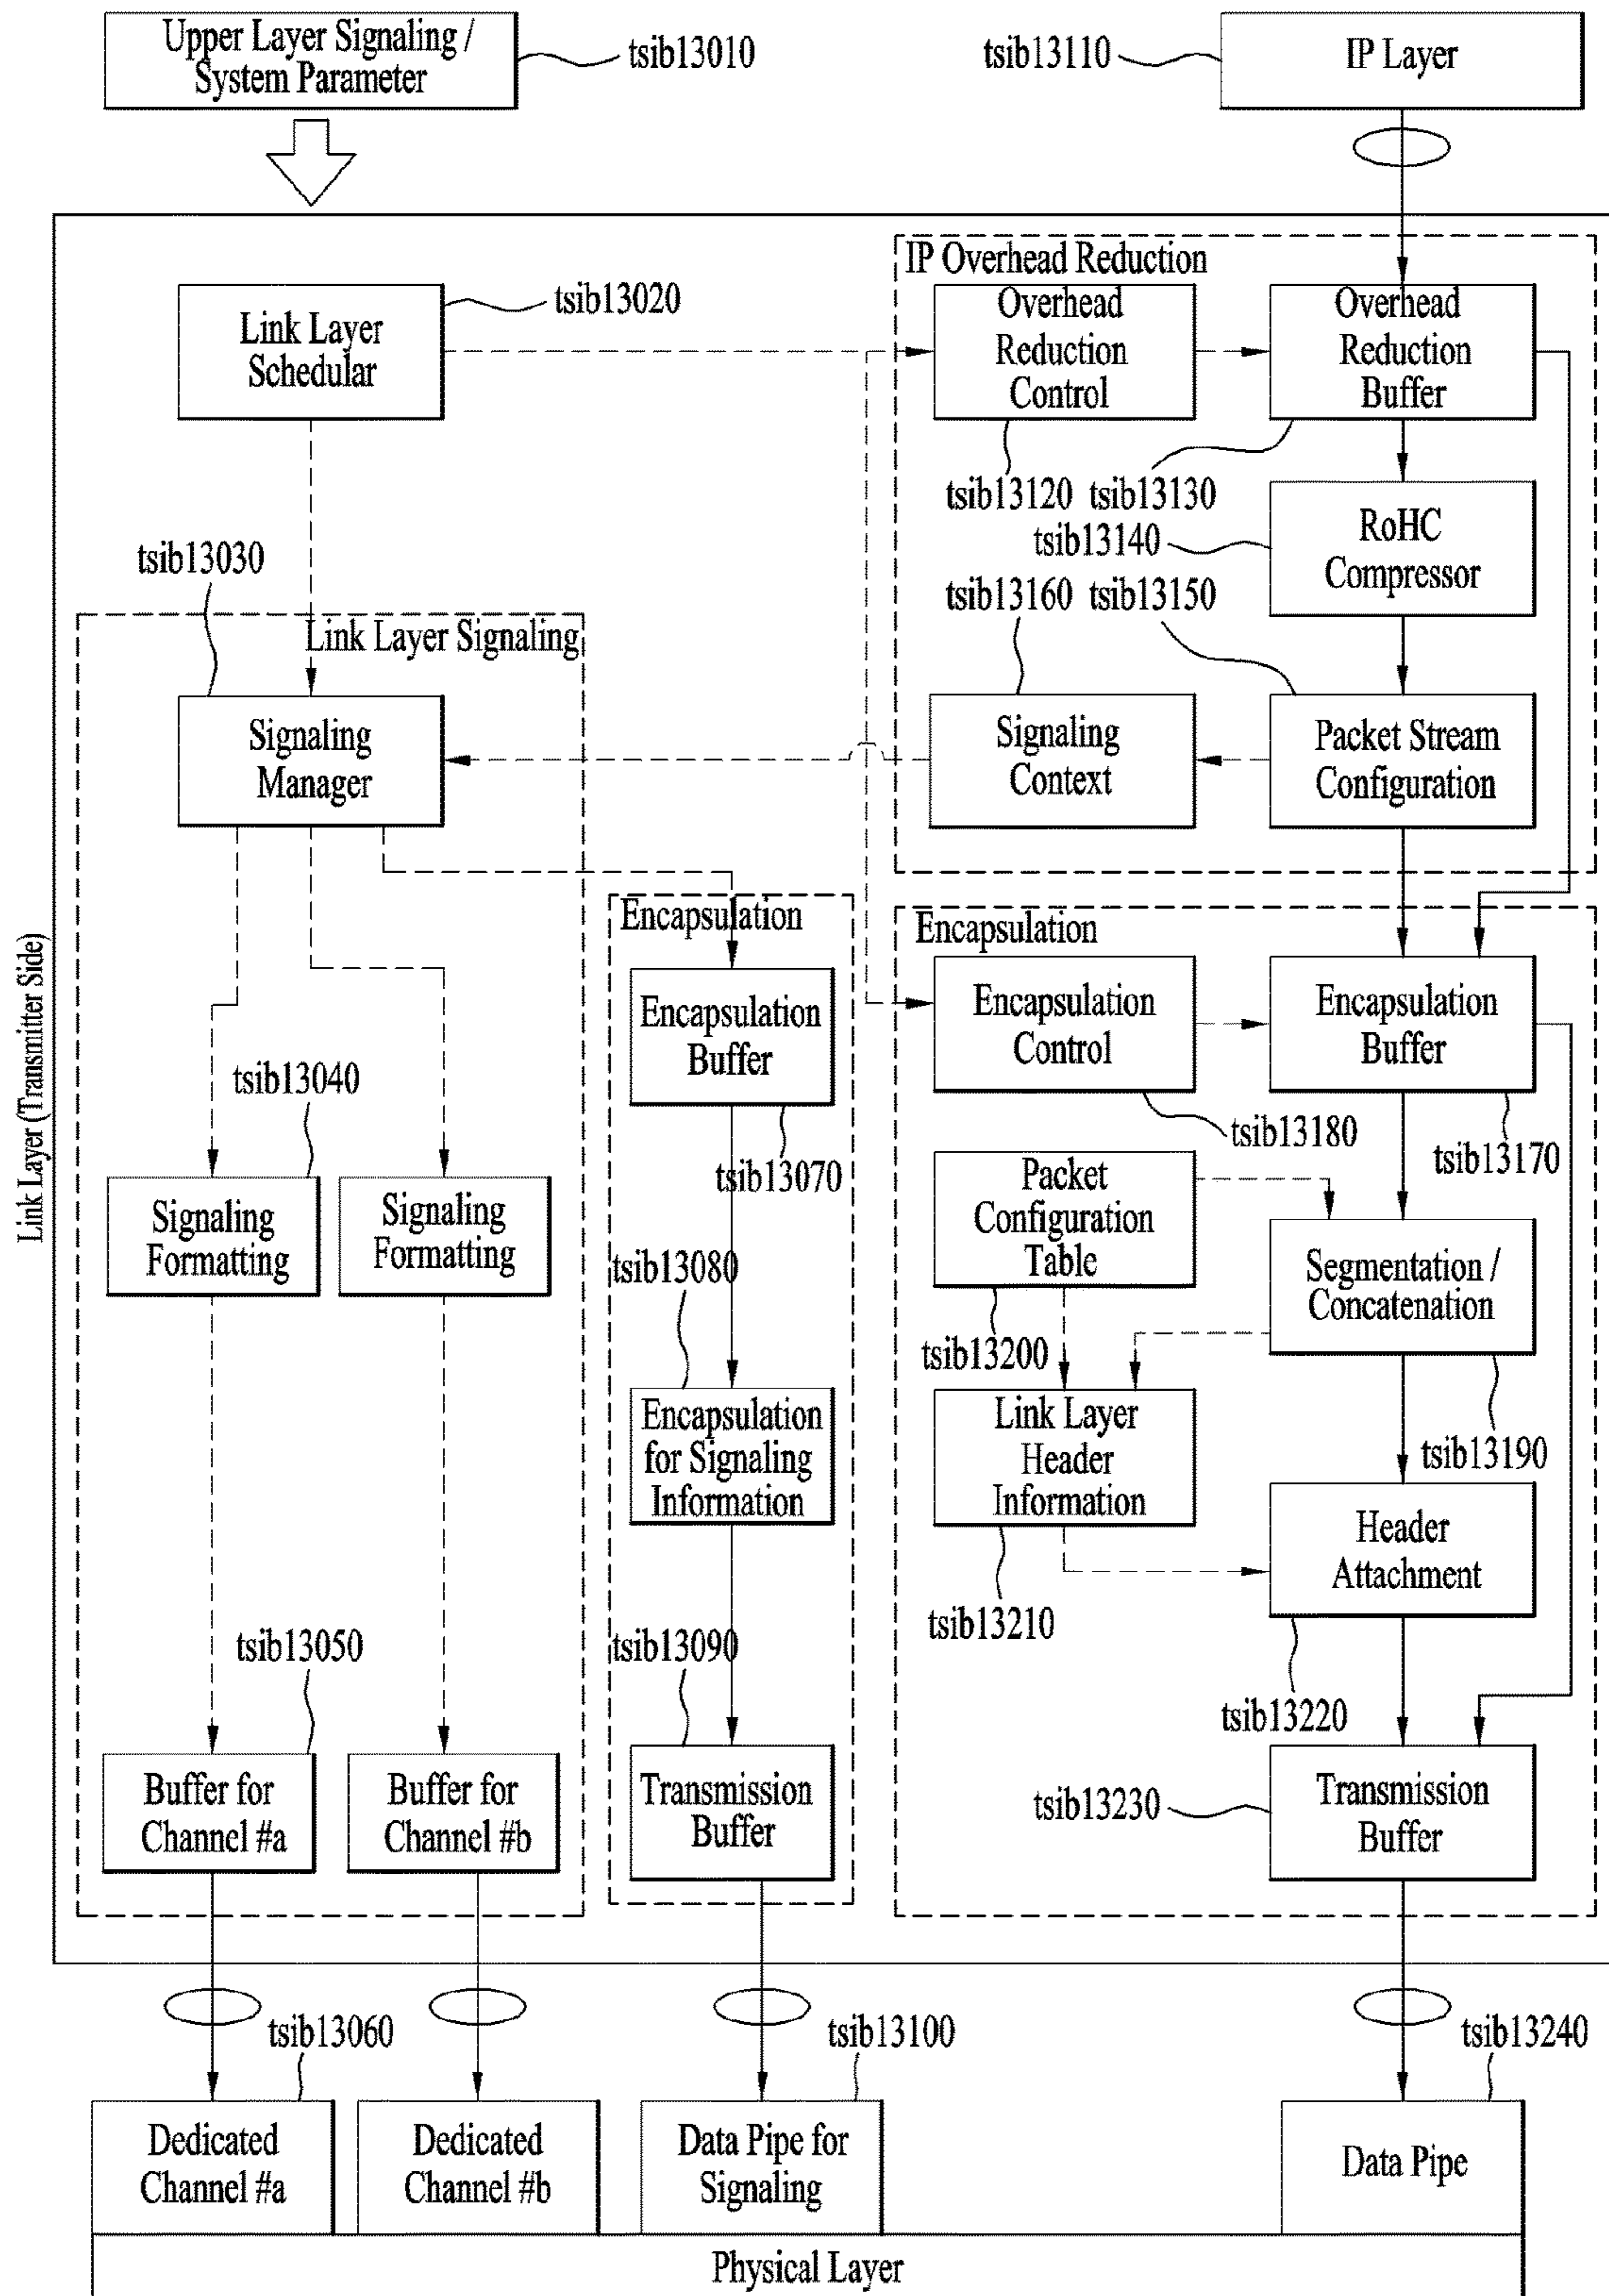 Upper Layer Signaling /
System Parameter
tsib13010
tsib13110
IP Layer
Link Layer (Transmitter Side)
IP Overhead Reduction
Link Layer
Schedular
tsib13020
Overhead
Reduction
Control
Overhead
Reduction
Buffer
tsib13120
tsib13130
tsib13140
RoHC
Compressor
tsib13030
tsib13160
tsib13150
Link Layer Signaling
Signaling
Manager
Signaling
Context
Packet Stream
Configuration
Encapsulation
Encapsulation
Buffer
tsib13070
Encapsulation
Encapsulation
Control
Encapsulation
Buffer
tsib13180
tsib13170
tsib13040
Signaling
Formatting
Signaling
Formatting
Packet
Configuration
Table
tsib13200
Segmentation /
Concatenation
tsib13190
tsib13080
Encapsulation
for Signaling
Information
Link Layer
Header
Information
tsib13210
Header
Attachment
tsib13220
tsib13050
Buffer for
Channel #a
Buffer for
Channel #b
tsib13090
Transmission
Buffer
tsib13230
Transmission
Buffer
tsib13060
tsib13100
tsib13240
Dedicated
Channel #a
Dedicated
Channel #b
Data Pipe for
Signaling
Data Pipe
Physical Layer